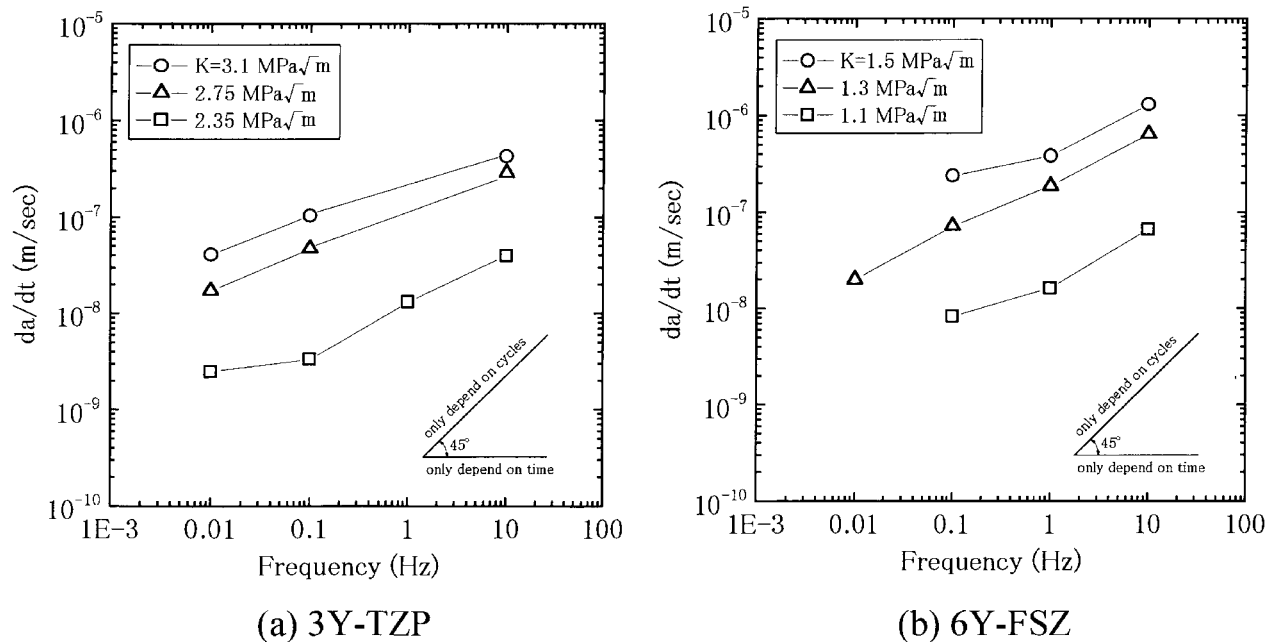 10⁻⁵
10⁻⁶
10⁻⁷
10⁻⁸
10⁻⁹
10⁻¹⁰
da/dt (m/sec)
K=3.1 MPa√m
2.75 MPa√m
2.35 MPa√m
only depend on cycles
45°
only depend on time
1E-3
0.01
0.1
1
10
100
Frequency (Hz)
(a) 3Y-TZP
10⁻⁵
10⁻⁶
10⁻⁷
10⁻⁸
10⁻⁹
10⁻¹⁰
da/dt (m/sec)
K=1.5 MPa√m
1.3 MPa√m
1.1 MPa√m
only depend on cycles
45°
only depend on time
1E-3
0.01
0.1
1
10
100
Frequency (Hz)
(b) 6Y-FSZ